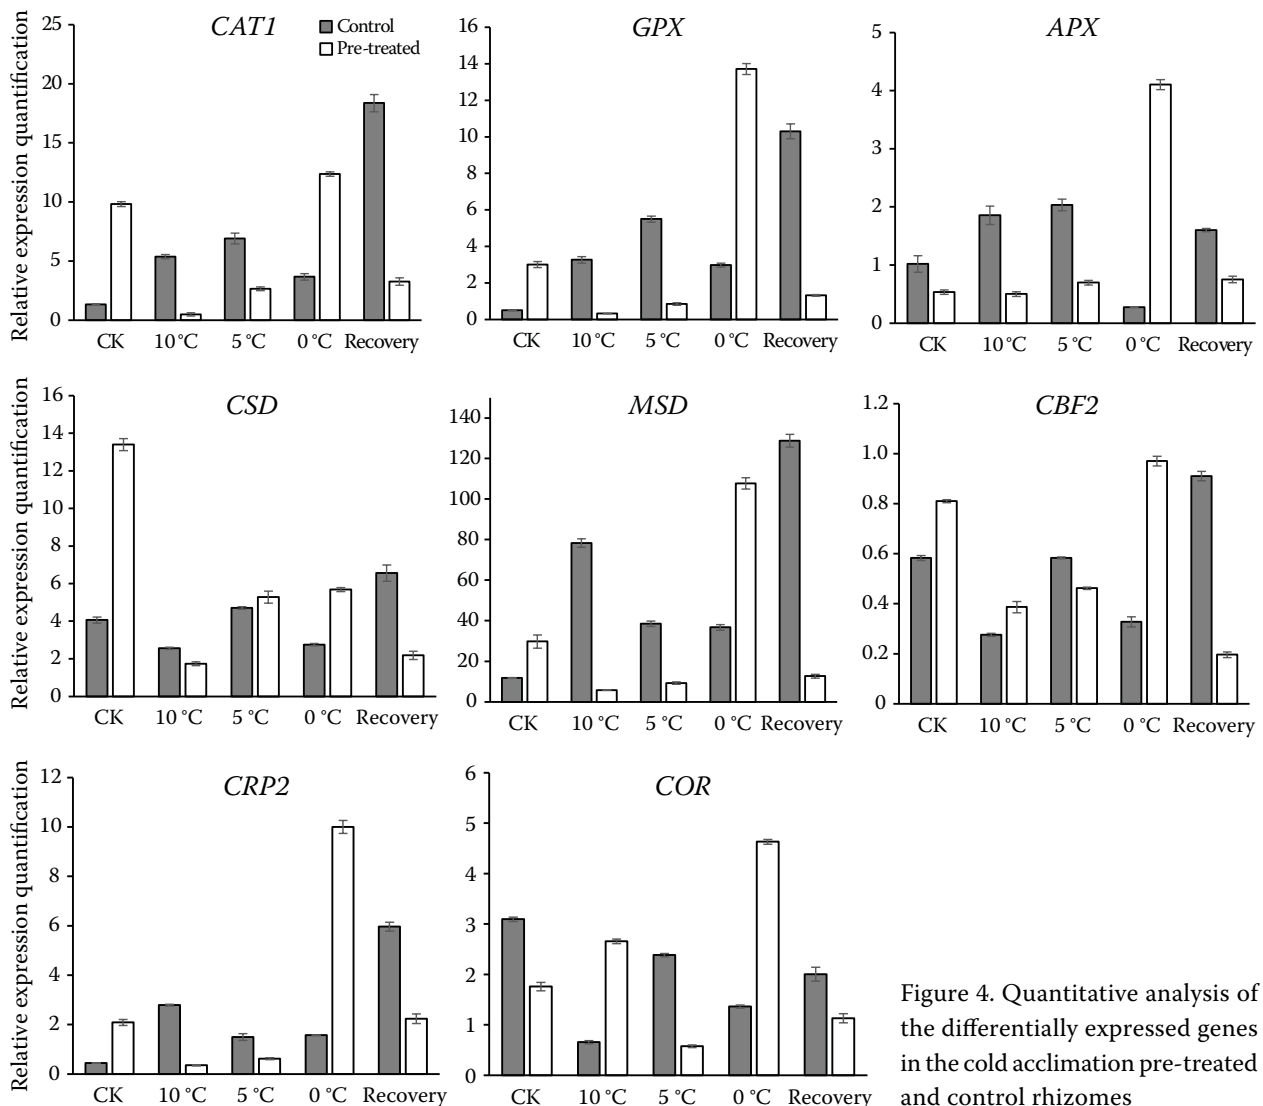 CAT1
Control
Pre-treated
Relative expression quantification
25
20
15
10
5
0
CK 10 °C 5 °C 0 °C Recovery
GPX
16
14
12
10
8
6
4
2
0
CK 10 °C 5 °C 0 °C Recovery
APX
5
4
3
2
1
0
CK 10 °C 5 °C 0 °C Recovery
CSD
Relative expression quantification
16
14
12
10
8
6
4
2
0
CK 10 °C 5 °C 0 °C Recovery
MSD
140
120
100
80
60
40
20
0
CK 10 °C 5 °C 0 °C Recovery
CBF2
1.2
1.0
0.8
0.6
0.4
0.2
0
CK 10 °C 5 °C 0 °C Recovery
CRP2
Relative expression quantification
12
10
8
6
4
2
0
CK 10 °C 5 °C 0 °C Recovery
COR
6
5
4
3
2
1
0
CK 10 °C 5 °C 0 °C Recovery
Figure 4. Quantitative analysis of
the differentially expressed genes
in the cold acclimation pre-treated
and control rhizomes